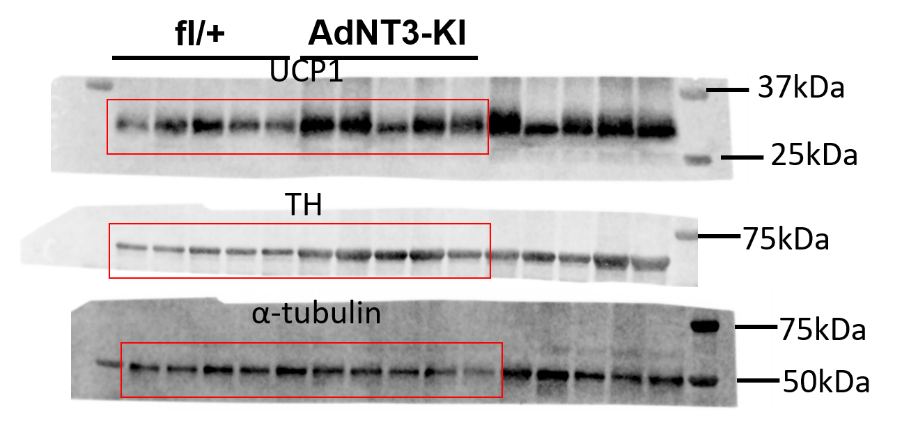 fl/+ AdNT3-KI
UCP1
37kDa
25kDa
TH
75kDa
α-tubulin
75kDa
50kDa